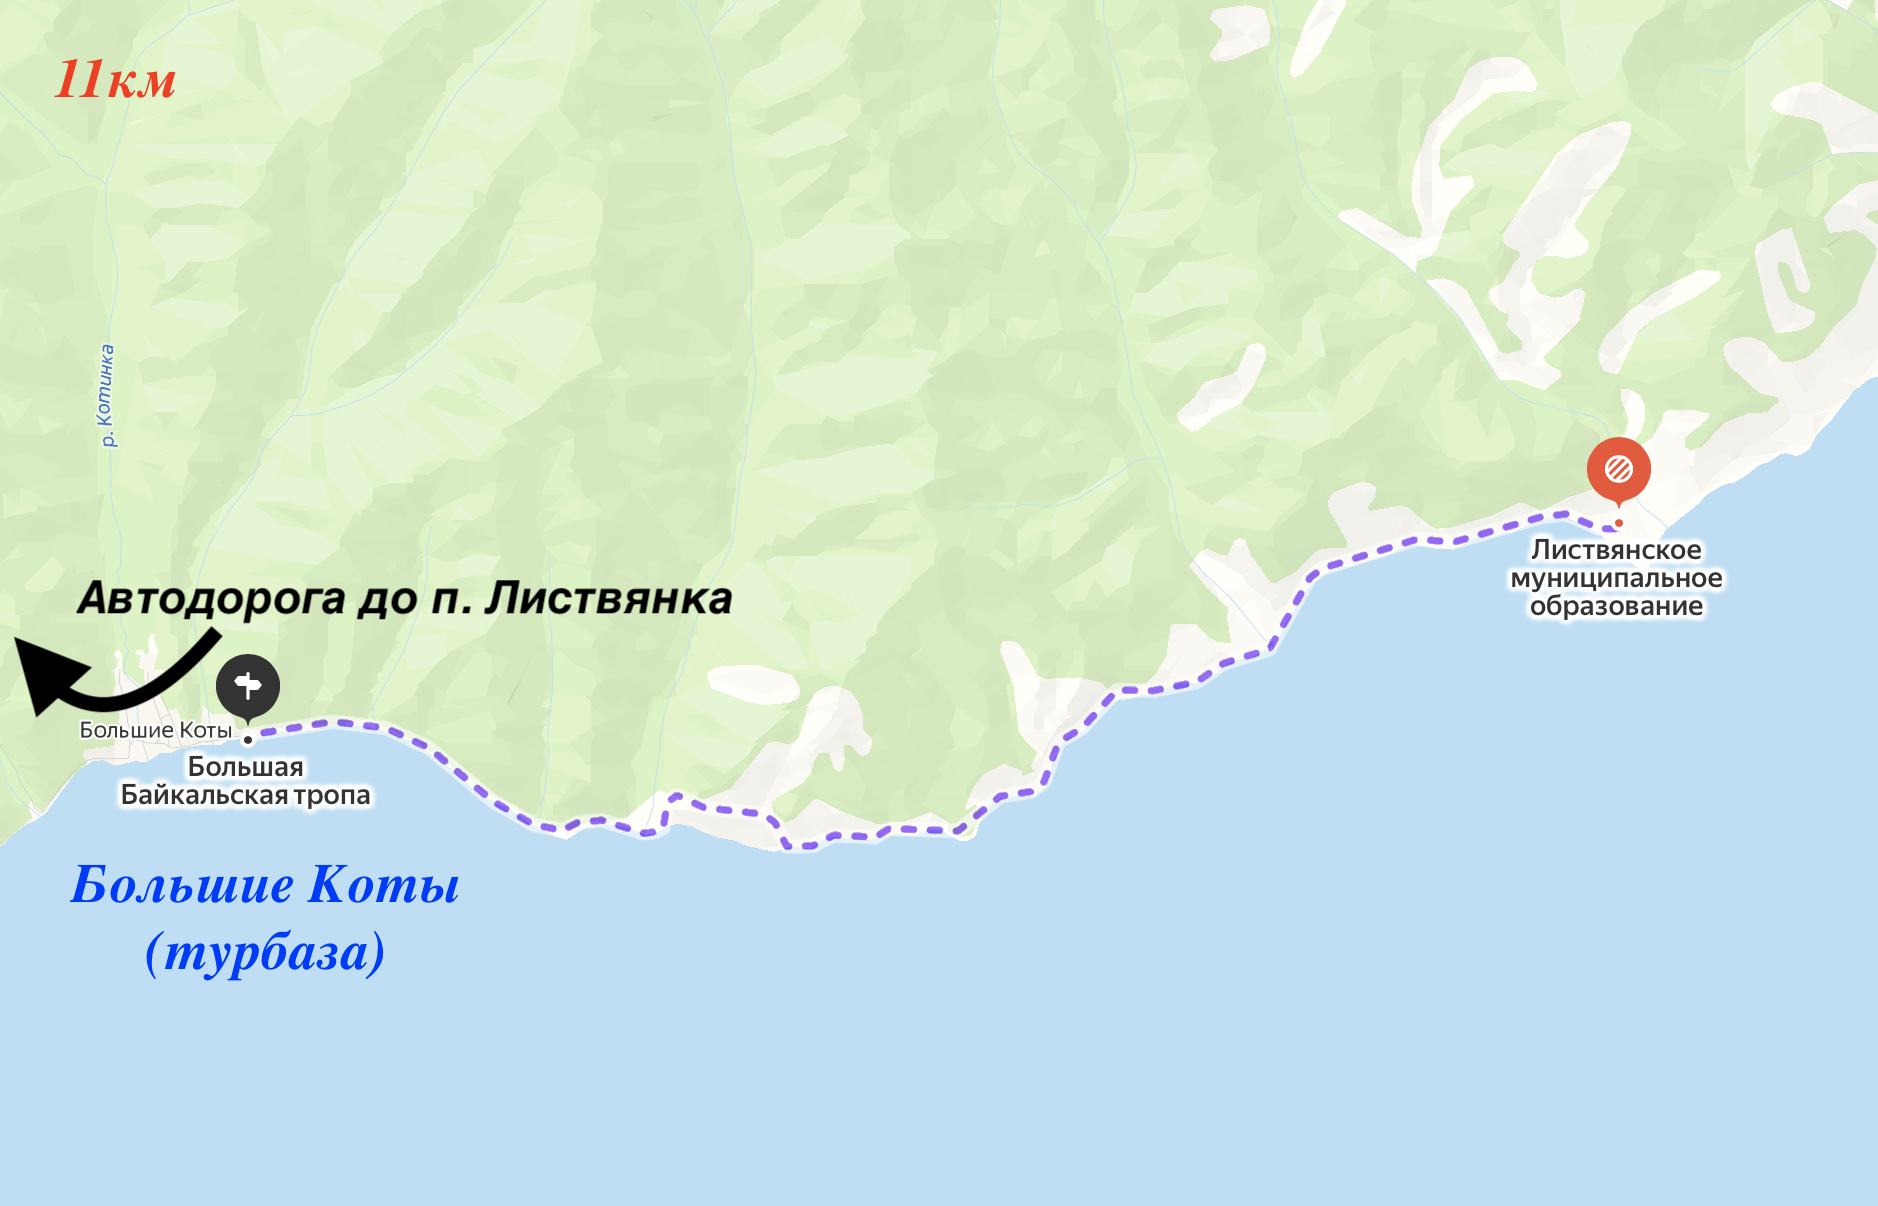 11км
р. Котинка
Автодорога до п. Листвянка
Большие Коты
Большая
Байкальская тропа
Листвянское
муниципальное
образование
Большие Коты
(турбаза)